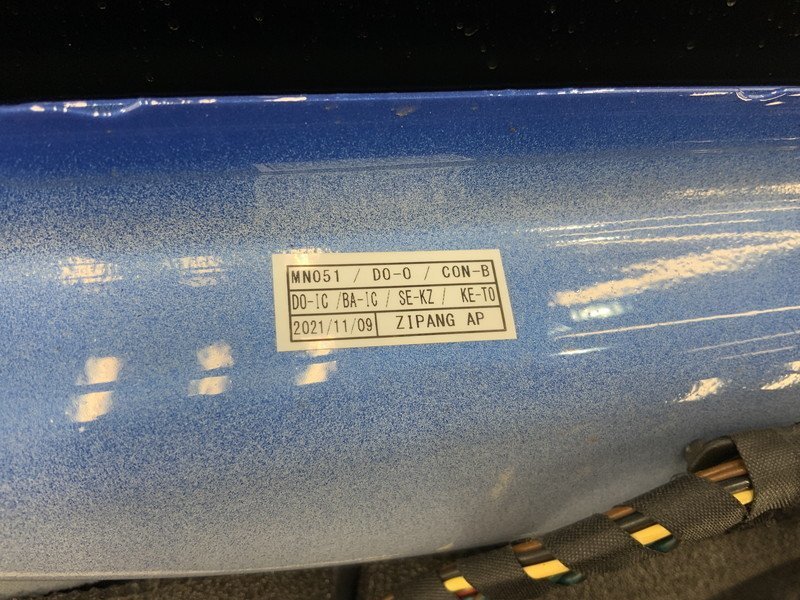 MN051 / DO-O / CON-B
DO-IC /BA-IC / SE-KZ / KE-TO
2021/11/09 ZIPANG AP